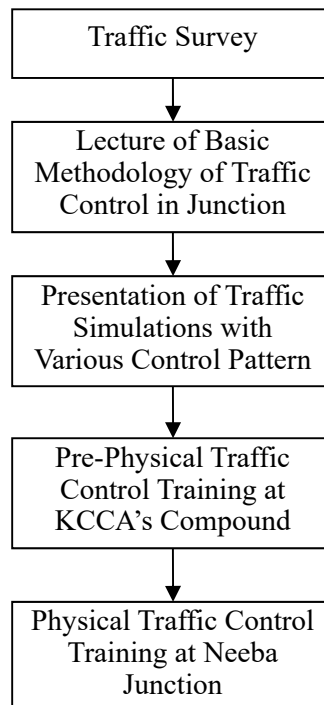 Traffic Survey
Lecture of Basic
Methodology of Traffic
Control in Junction
Presentation of Traffic
Simulations with
Various Control Pattern
Pre-Physical Traffic
Control Training at
KCCA's Compound
Physical Traffic Control
Training at Neeba
Junction